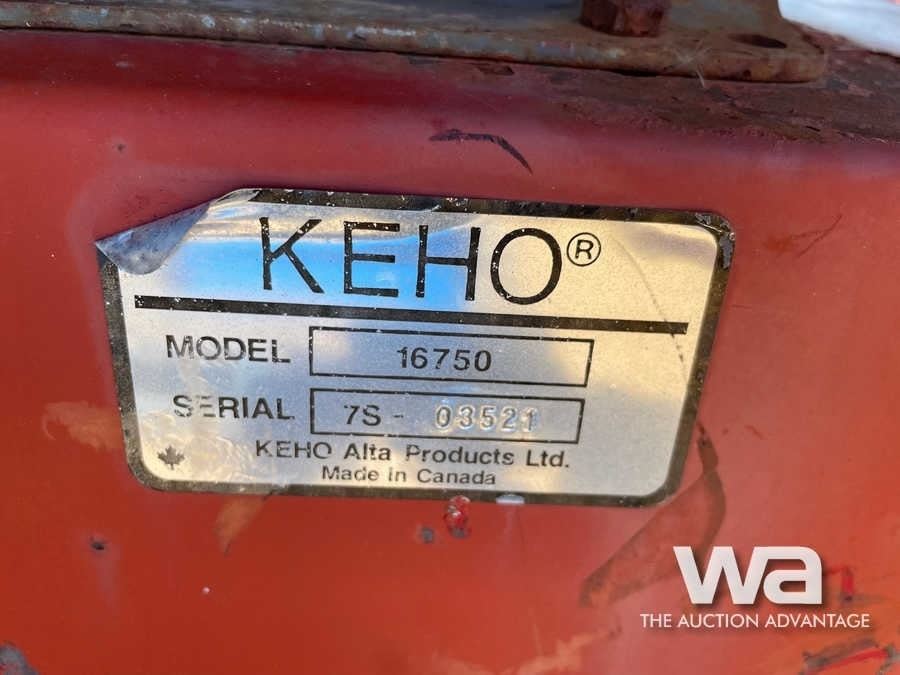 KEHO®
MODEL 16750
SERIAL 7S - 03521
KEHO Alta Products Ltd.
Made in Canada
wa
THE AUCTION ADVANTAGE